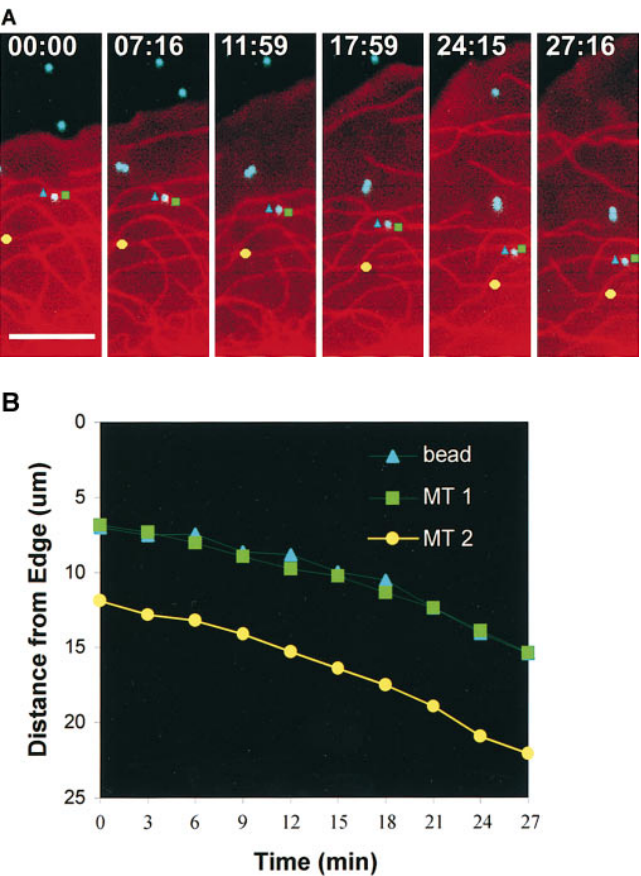 A
00:00 07:16 11:59 17:59 24:15 27:16
B
0
5
10
15
20
25
Distance from Edge (um)
bead
MT 1
MT 2
0 3 6 9 12 15 18 21 24 27
Time (min)